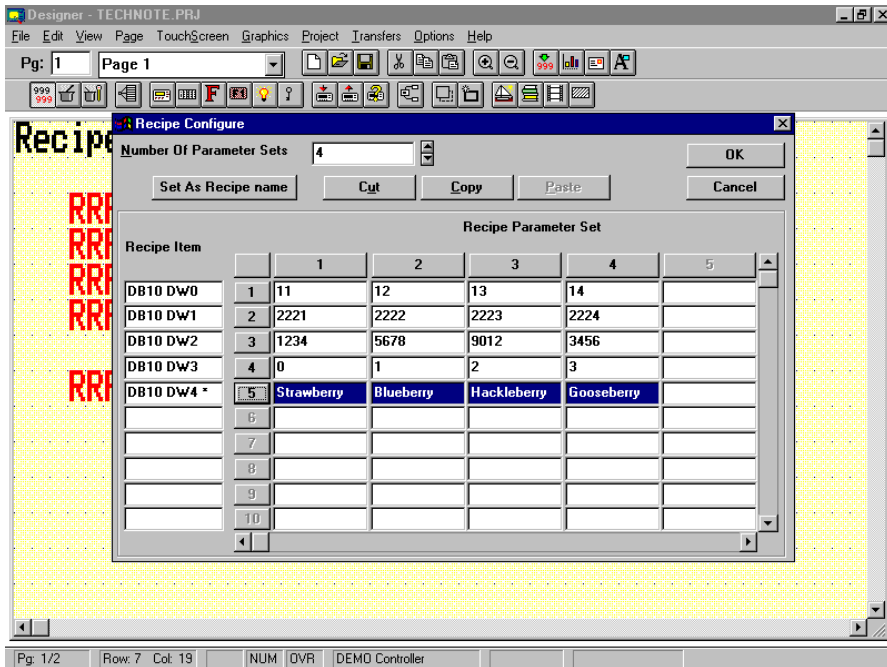 Designer - TECHNOTE.PRJ
File Edit View Page TouchScreen Graphics Project Transfers Options Help
Pg: 1 Page 1
999
999 999
F
Recipe
Recipe Configure
Number Of Parameter Sets 4 OK
Set As Recipe name Cut Copy Paste Cancel
Recipe Parameter Set
Recipe Item
1 2 3 4 5
DB10 DW0 1 11 12 13 14
DB10 DW1 2 2221 2222 2223 2224
DB10 DW2 3 1234 5678 9012 3456
DB10 DW3 4 0 1 2 3
DB10 DW4 * 5 Strawberry Blueberry Hackleberry Gooseberry
6
7
8
9
10
RRR
RRR
RRR
RRR
RRR
Pg: 1/2 Row: 7 Col: 19 NUM OVR DEMO Controller